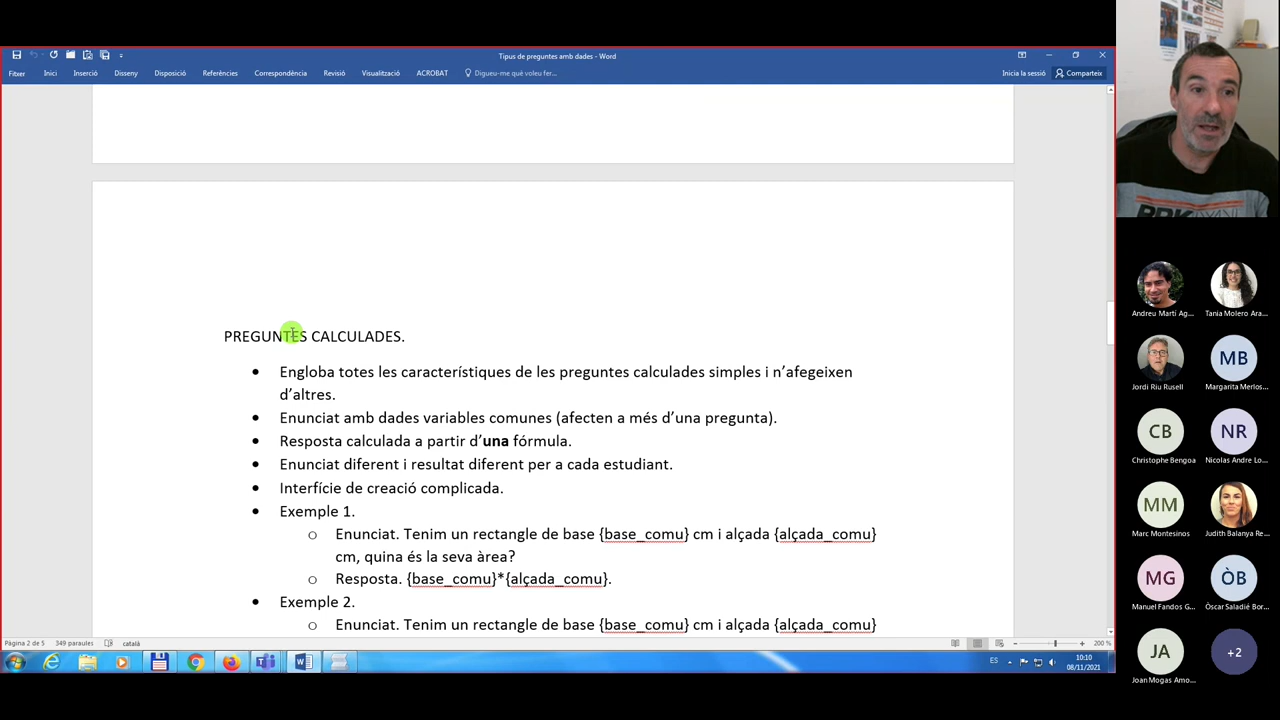 Tipus de preguntes amb dades - Word
Fitxer Inici Inserció Disseny Disposició Referències Correspondència Revisió Visualització ACROBAT Digueu-me què voleu fer... Inicia la sessió Comparteix
PREGUNTES CALCULADES.
• Engloba totes les característiques de les preguntes calculades simples i n’afegeixen
d’altres.
• Enunciat amb dades variables comunes (afecten a més d’una pregunta).
• Resposta calculada a partir d’una fórmula.
• Enunciat diferent i resultat diferent per a cada estudiant.
• Interfície de creació complicada.
• Exemple 1.
o Enunciat. Tenim un rectangle de base {base_comu} cm i alçada {alçada_comu}
cm, quina és la seva àrea?
o Resposta. {base_comu}*{alçada_comu}.
• Exemple 2.
o Enunciat. Tenim un rectangle de base {base_comu} cm i alçada {alçada_comu}
Pàgina 2 de 5 349 paraules català 200 %
ES 10:10
08/11/2021
Andreu Martí Ag... Tania Molero Ara...
Jordi Riu Rusell
MB
Margarita Merlos...
CB NR
Christophe Bengoa Nicolas Andre Lo...
MM
Marc Montesinos Judith Balanya Re...
MG ÒB
Manuel Fandos G... Òscar Saladié Bor...
JA +2
Joan Mogas Amo...